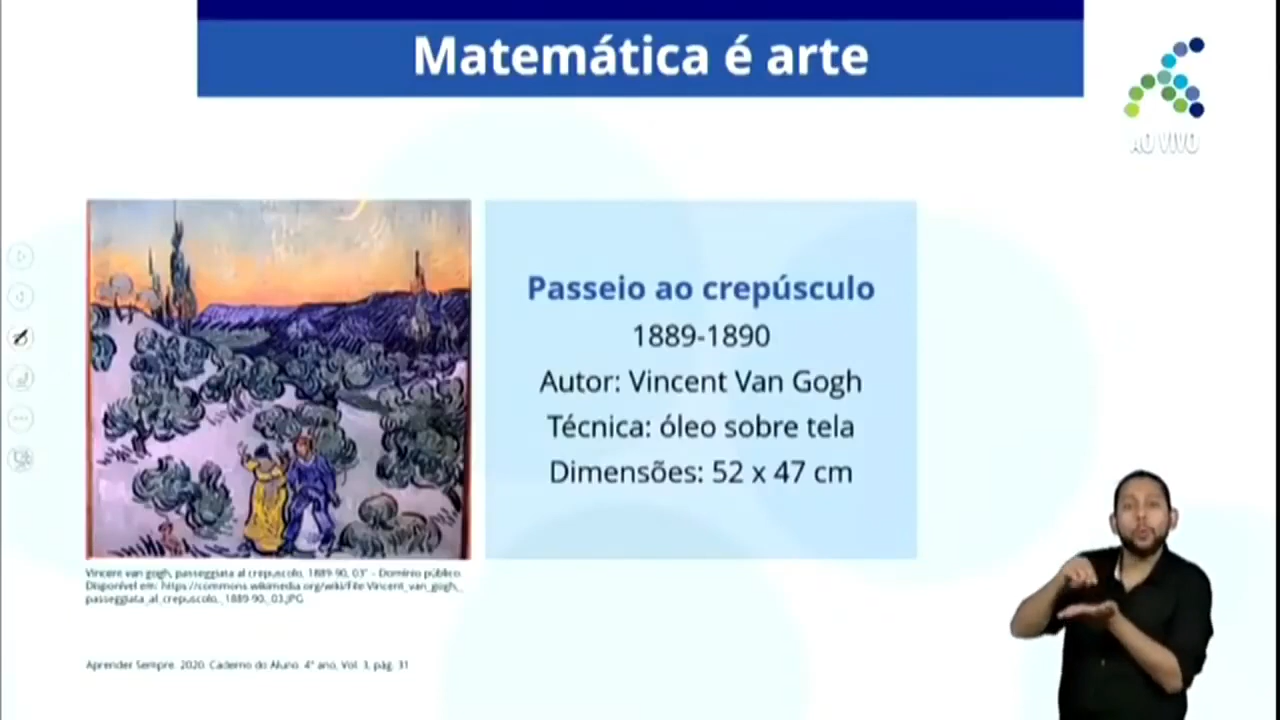 Matemática é arte
AO VIVO
Passeio ao crepúsculo
1889-1890
Autor: Vincent Van Gogh
Técnica: óleo sobre tela
Dimensões: 52 x 47 cm
Vincent van gogh, passeggiata al crepuscolo, 1889-90, 03" – Domínio público
Disponível em: https://commons.wikimedia.org/wiki/File:Vincent_van_gogh,_
passeggiata_al_crepuscolo,_1889-90,_03.JPG
Aprender Sempre. 2020. Caderno do Aluno. 4º ano, Vol. 3, pág. 31